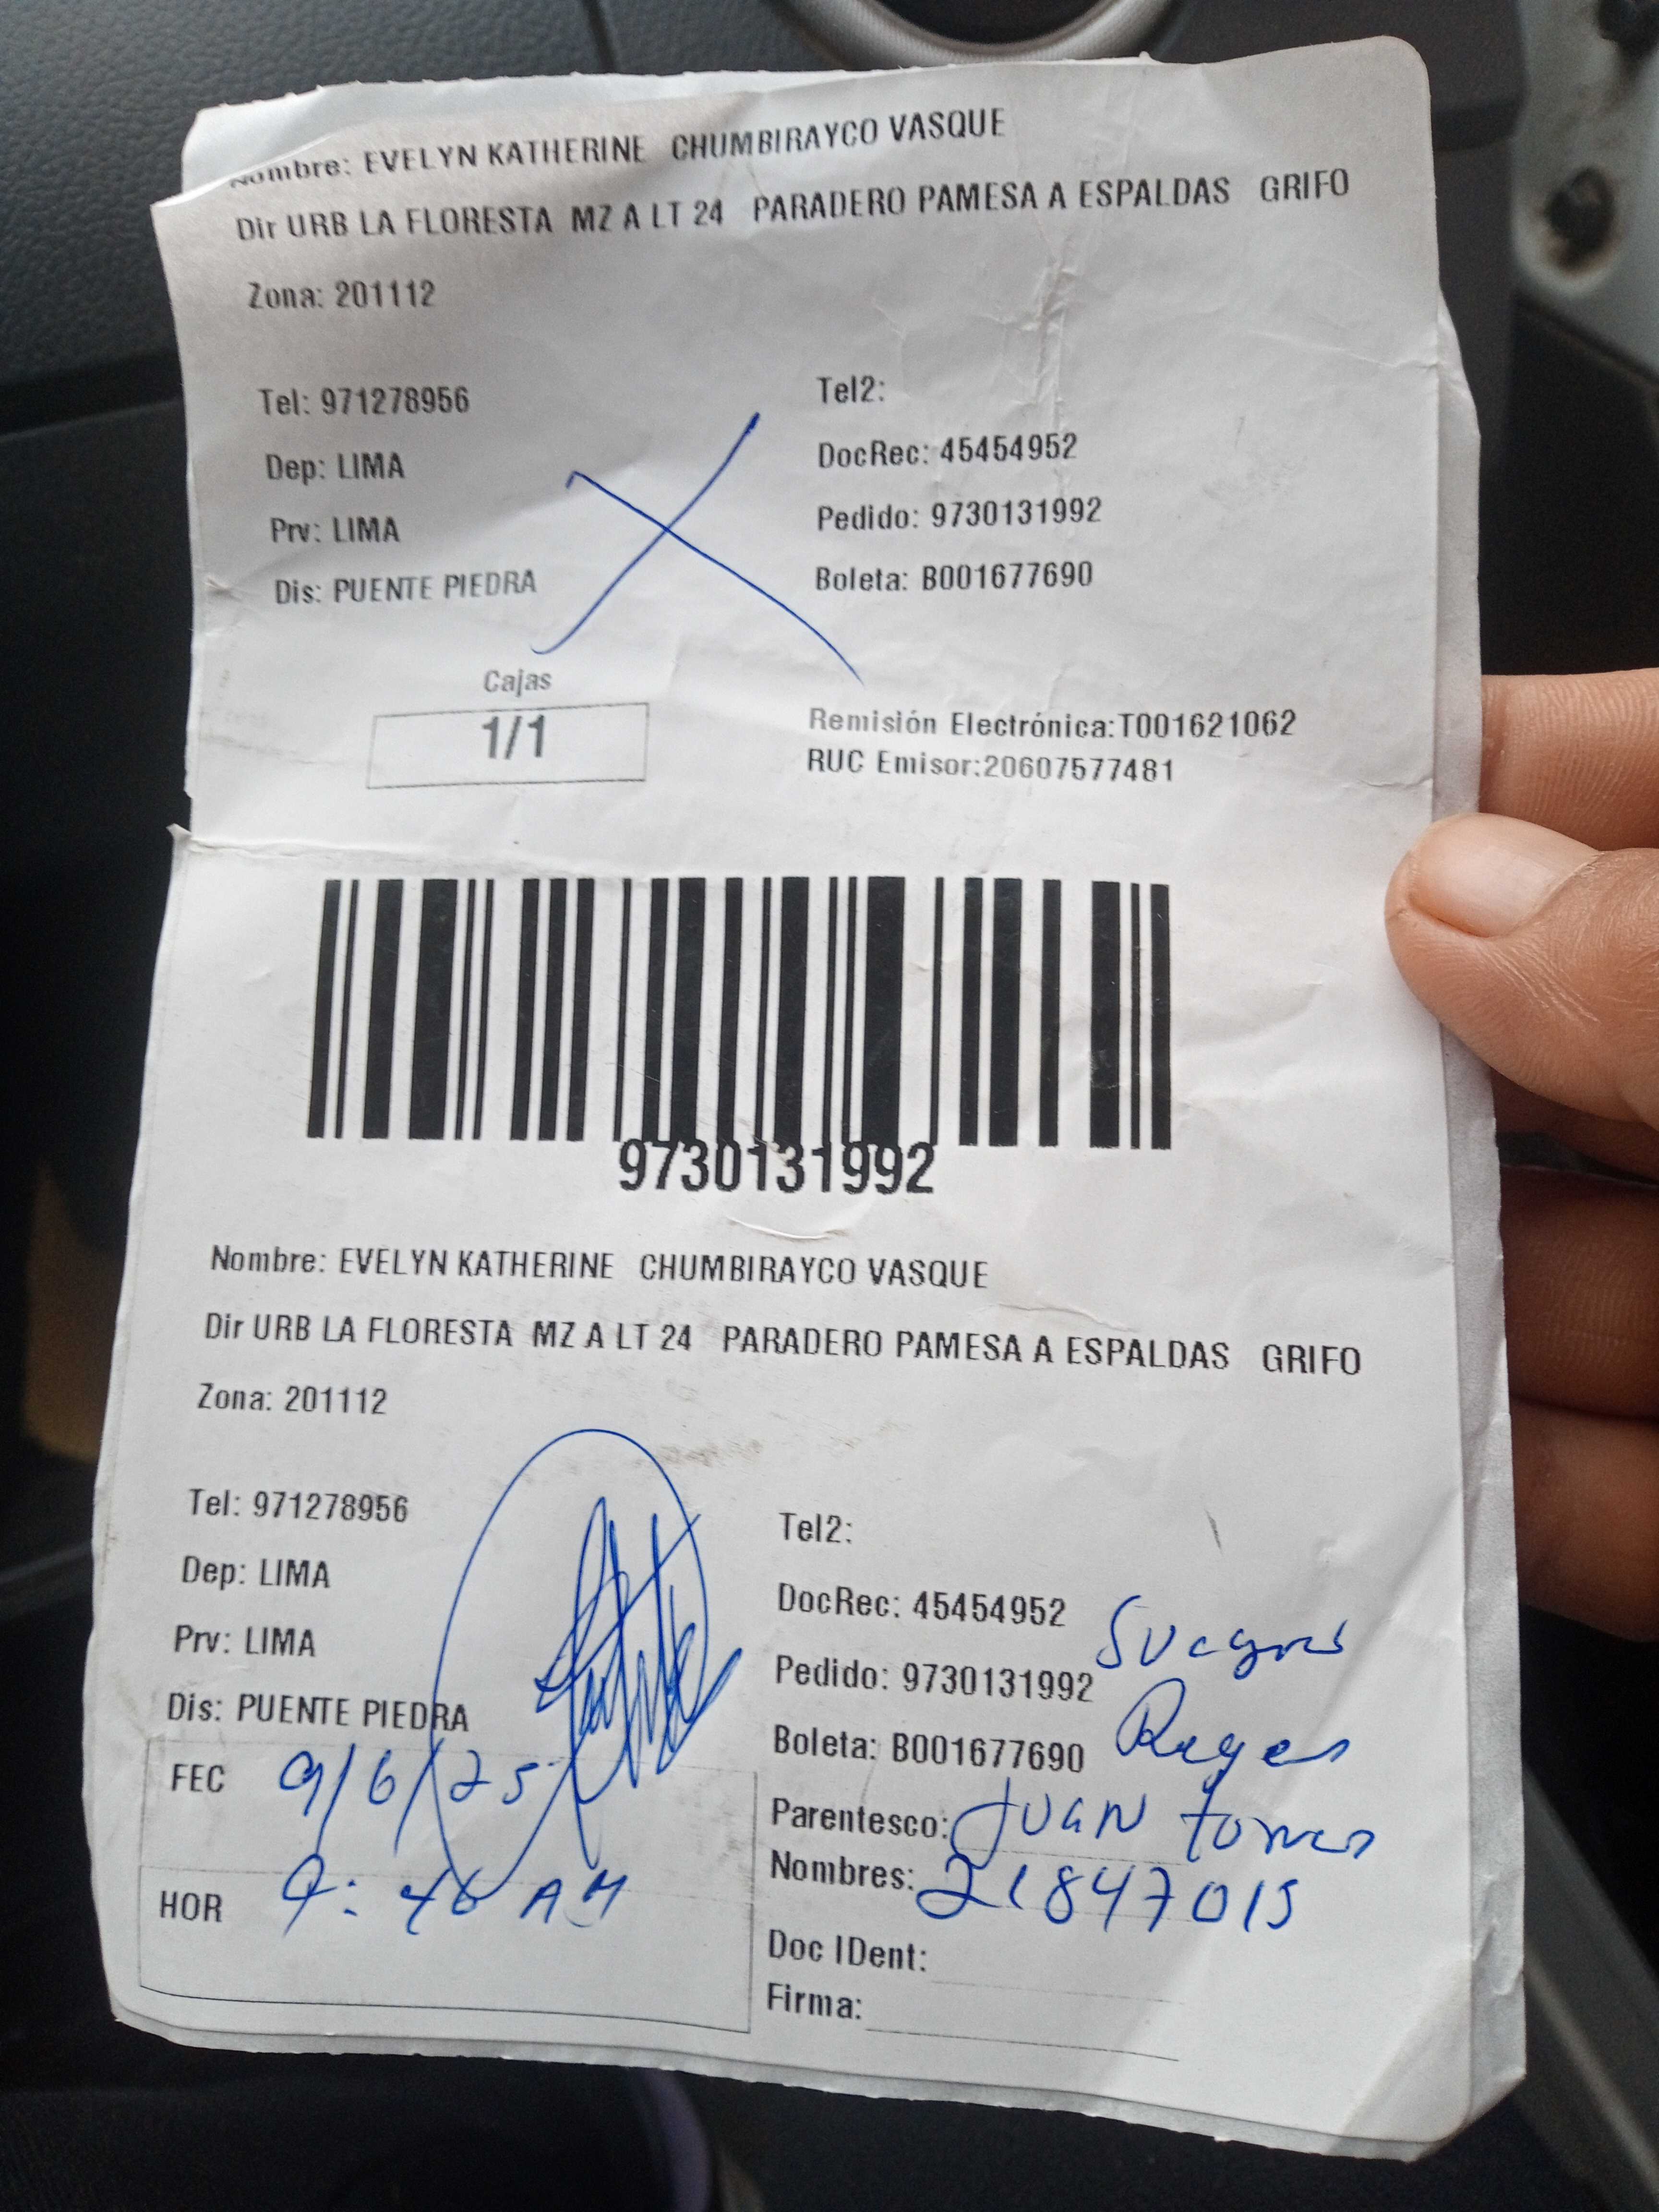 Nombre: EVELYN KATHERINE CHUMBIRAYCO VASQUE
Dir URB LA FLORESTA MZ A LT 24 PARADERO PAMESA A ESPALDAS GRIFO
Zona: 201112
Tel: 971278956 Tel2:
Dep: LIMA DocRec: 45454952
Prv: LIMA Pedido: 9730131992
Dis: PUENTE PIEDRA Boleta: B001677690
Cajas
1/1
Remisión Electrónica:T001621062
RUC Emisor:20607577481
9730131992
Nombre: EVELYN KATHERINE CHUMBIRAYCO VASQUE
Dir URB LA FLORESTA MZ A LT 24 PARADERO PAMESA A ESPALDAS GRIFO
Zona: 201112
Tel: 971278956 Tel2:
Dep: LIMA DocRec: 45454952
Prv: LIMA Pedido: 9730131992
Dis: PUENTE PIEDRA Boleta: B001677690 Reyes
FEC 9/6/25 Parentesco: Juan
HOR 9:46 AM Nombres: 21847015
Doc IDent:
Firma: